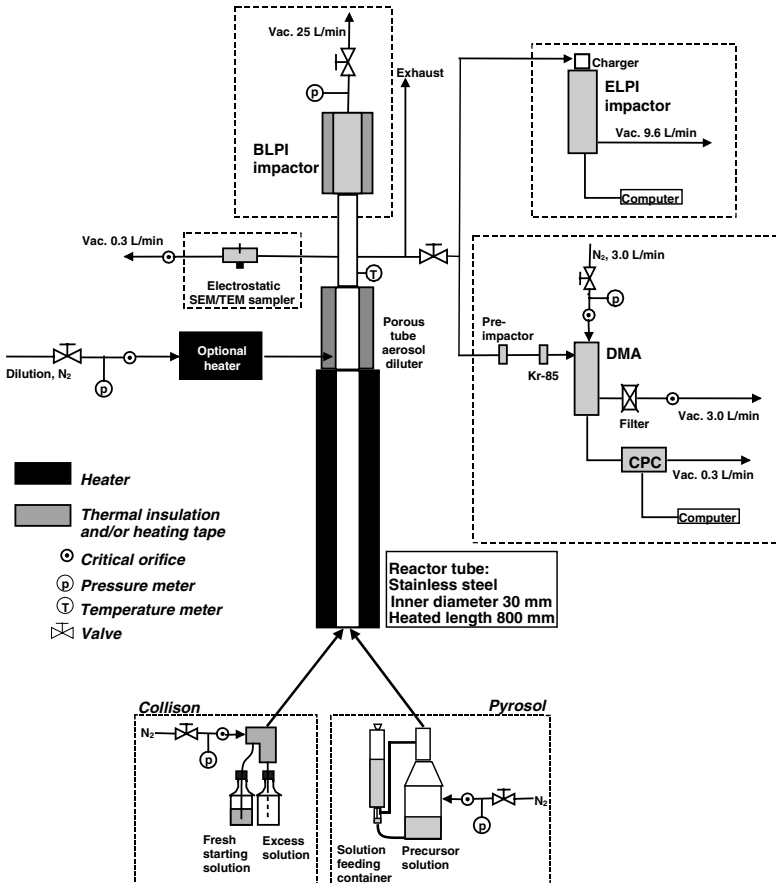 Vac. 25 L/min
p
BLPI
impactor
Exhaust
Charger
ELPI
impactor
Vac. 9.6 L/min
Computer
Vac. 0.3 L/min
Electrostatic
SEM/TEM sampler
T
N₂, 3.0 L/min
p
Pre-
impactor
Kr-85
DMA
Filter
Vac. 3.0 L/min
CPC
Vac. 0.3 L/min
Computer
Dilution, N₂
p
Optional
heater
Porous
tube
aerosol
diluter
Heater
Thermal insulation
and/or heating tape
Critical orifice
p Pressure meter
T Temperature meter
Valve
Reactor tube:
Stainless steel
Inner diameter 30 mm
Heated length 800 mm
Collison
N₂
p
Fresh
starting
solution
Excess
solution
Pyrosol
N₂
p
Solution
feeding
container
Precursor
solution